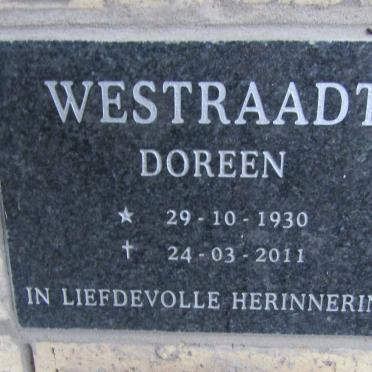 WESTRAADT
DOREEN
★ 29-10-1930
† 24-03-2011
IN LIEFDEVOLLE HERINNERIN